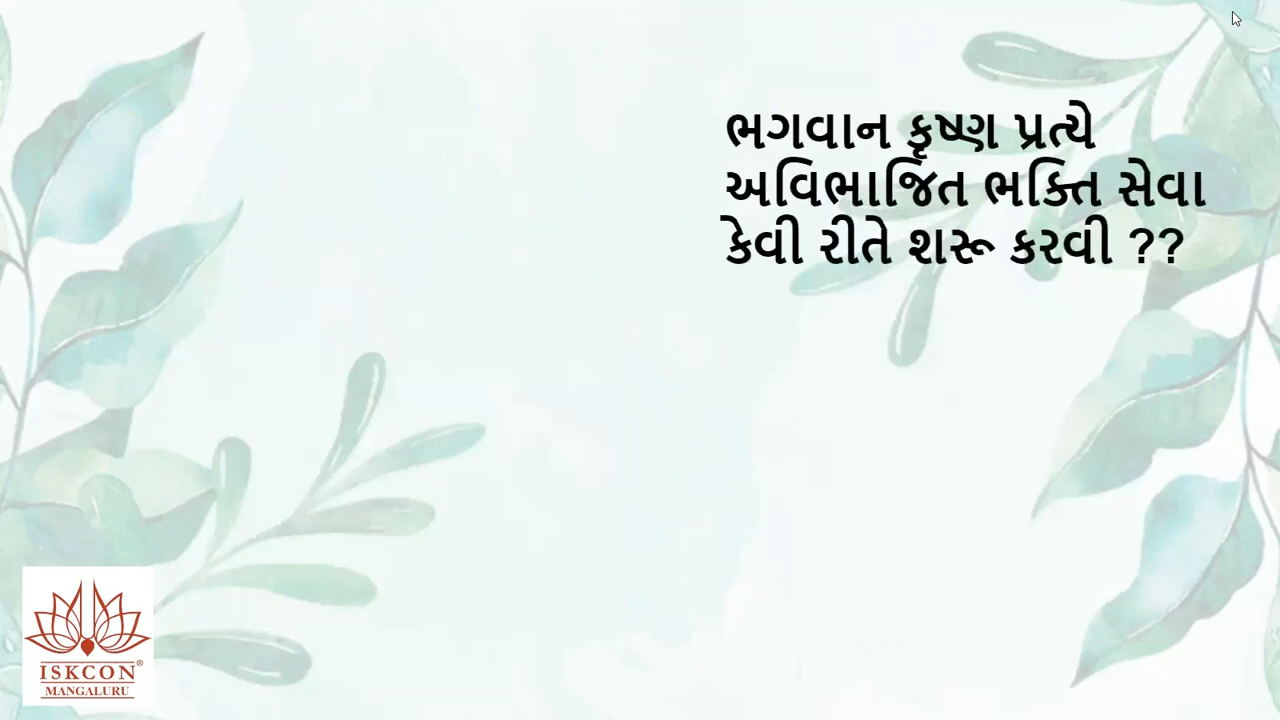 ભગવાન કૃષ્ણ પ્રત્યે
અવિભાજિત ભક્તિ સેવા
કેવી રીતે શરૂ કરવી ??
ISKCON®
MANGALURU